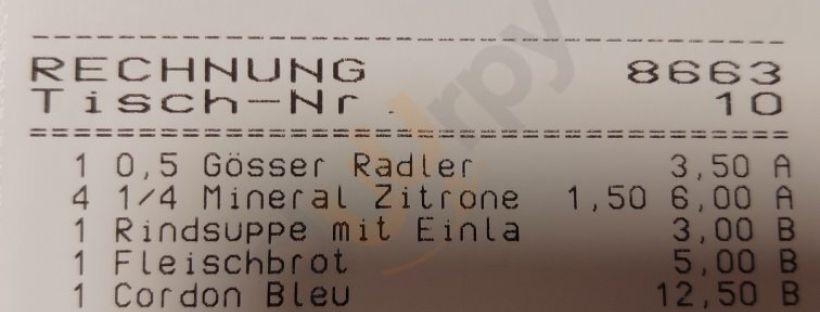 RECHNUNG 8663
Tisch-Nr. 10
1 0,5 Gösser Radler 3,50 A
4 1/4 Mineral Zitrone 1,50 6,00 A
1 Rindsuppe mit Einla 3,00 B
1 Fleischbrot 5,00 B
1 Cordon Bleu 12,50 B